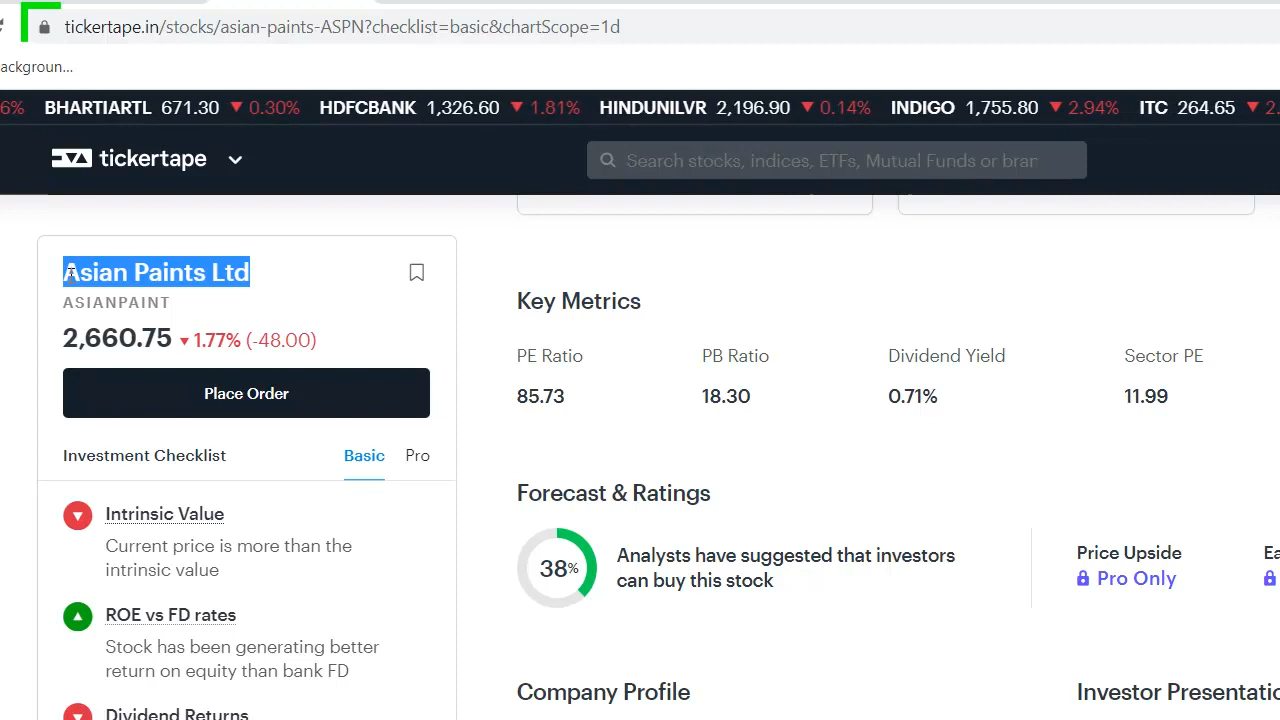 tickertape.in/stocks/asian-paints-ASPN?checklist=basic&chartScope=1d
ackgroun...
6% BHARTIARTL 671.30 ▼ 0.30% HDFCBANK 1,326.60 ▼ 1.81% HINDUNILVR 2,196.90 ▼ 0.14% INDIGO 1,755.80 ▼ 2.94% ITC 264.65 ▼ 2.
tickertape
Search stocks, indices, ETFs, Mutual Funds or bran
Asian Paints Ltd
ASIANPAINT
2,660.75 ▼ 1.77% (-48.00)
Place Order
Investment Checklist Basic Pro
Intrinsic Value
Current price is more than the
intrinsic value
ROE vs FD rates
Stock has been generating better
return on equity than bank FD
Dividend Returns
Key Metrics
PE Ratio PB Ratio Dividend Yield Sector PE
85.73 18.30 0.71% 11.99
Forecast & Ratings
38%
Analysts have suggested that investors
can buy this stock
Price Upside Ea
Pro Only
Company Profile Investor Presentatio